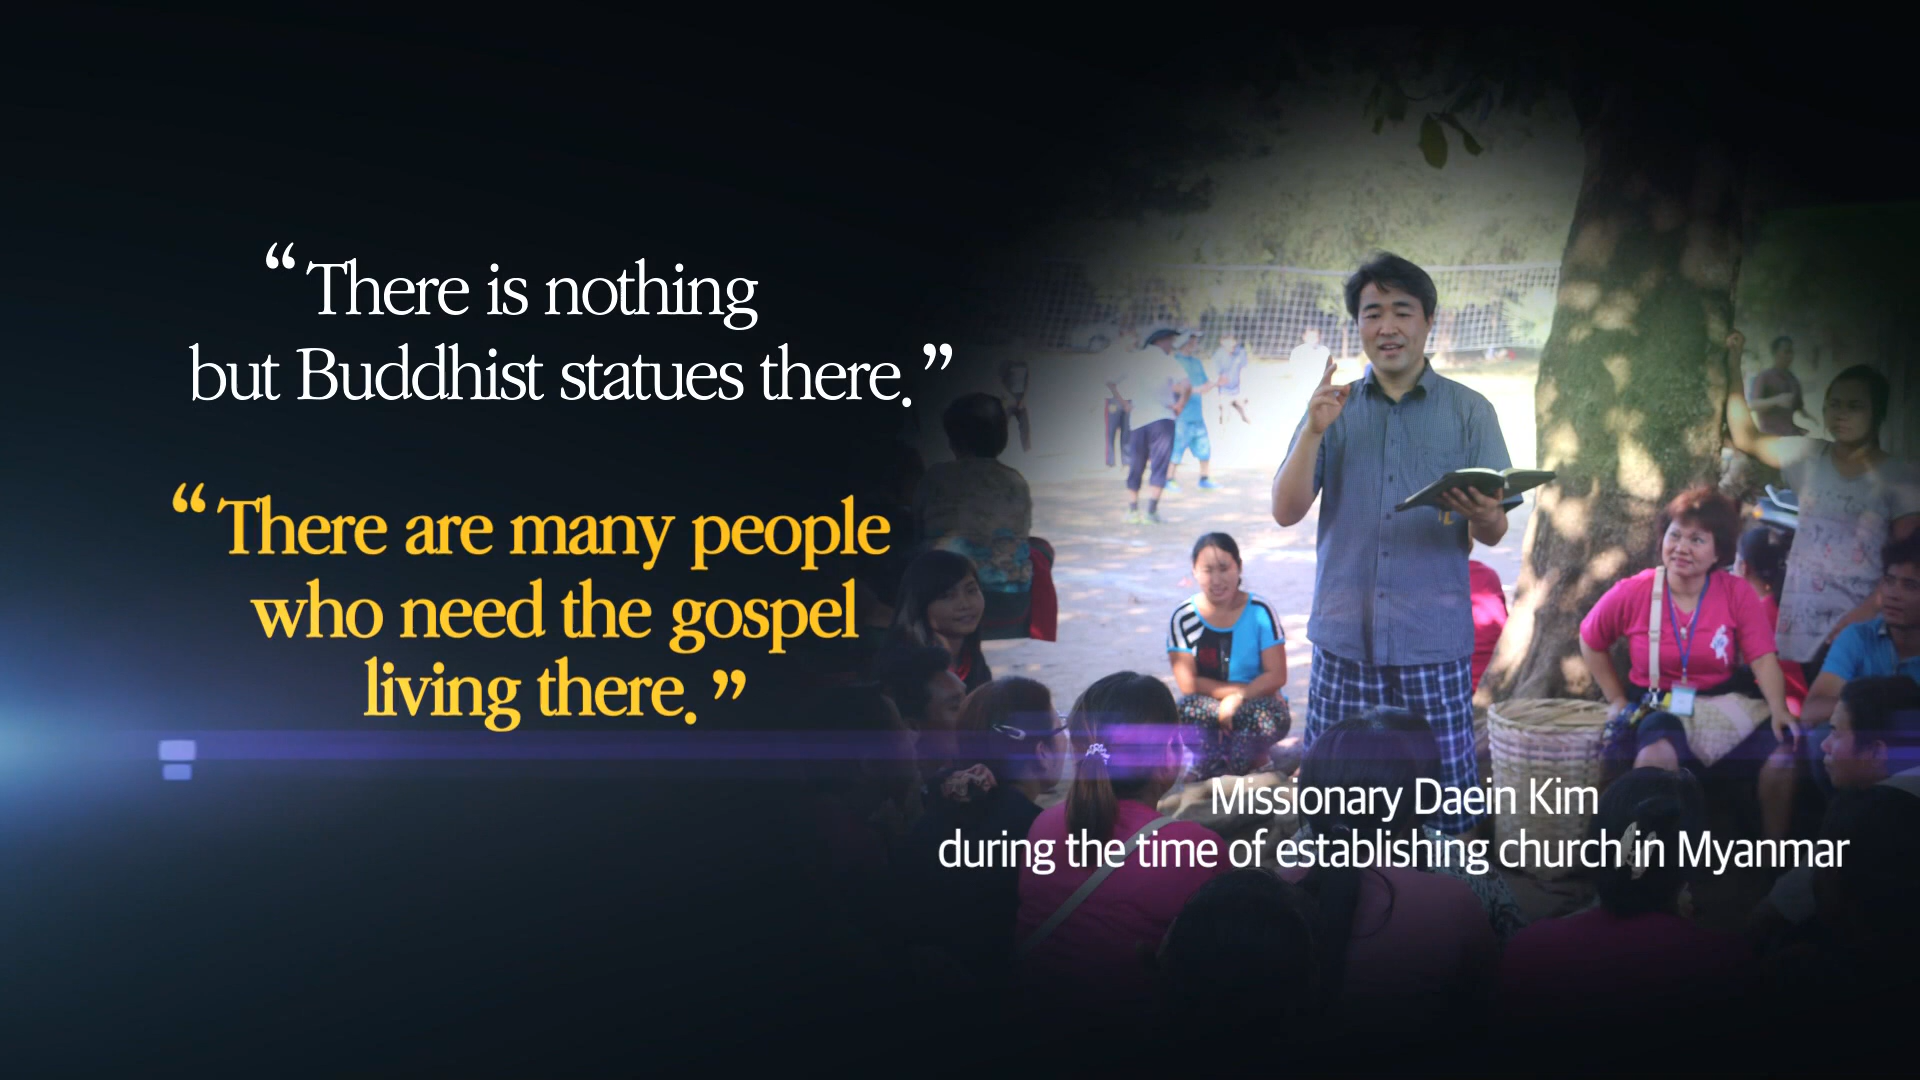 “There is nothing
but Buddhist statues there.”
“There are many people
who need the gospel
living there.”
Missionary Daein Kim
during the time of establishing church in Myanmar